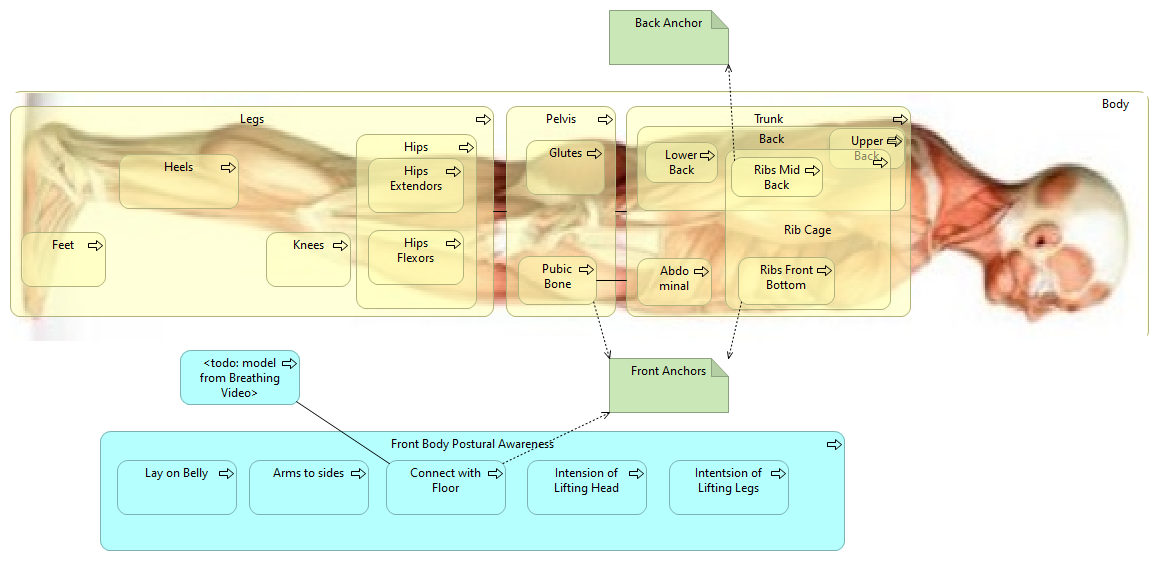 Back Anchor
Body
Legs
Pelvis
Trunk
Back
Hips
Glutes
Lower
Back
Upper
Back
Heels
Hips
Extendors
Ribs Mid
Back
Feet
Knees
Hips
Flexors
Rib Cage
Pubic
Bone
Abdo
minal
Ribs Front
Bottom
<todo: model
from Breathing
Video>
Front Anchors
Front Body Postural Awareness
Lay on Belly
Arms to sides
Connect with
Floor
Intension of
Lifting Head
Intentsion of
Lifting Legs